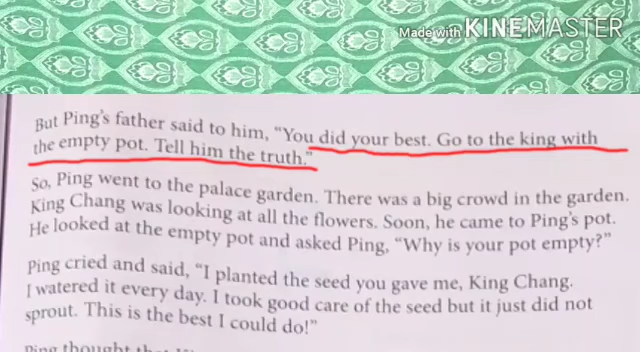 Made with KINEMASTER
But Ping's father said to him, "You did your best. Go to the king with
the empty pot. Tell him the truth."
So, Ping went to the palace garden. There was a big crowd in the garden.
King Chang was looking at all the flowers. Soon, he came to Ping's pot.
He looked at the empty pot and asked Ping, "Why is your pot empty?"
Ping cried and said, "I planted the seed you gave me, King Chang.
I watered it every day. I took good care of the seed but it just did not
sprout. This is the best I could do!"
Ping thought